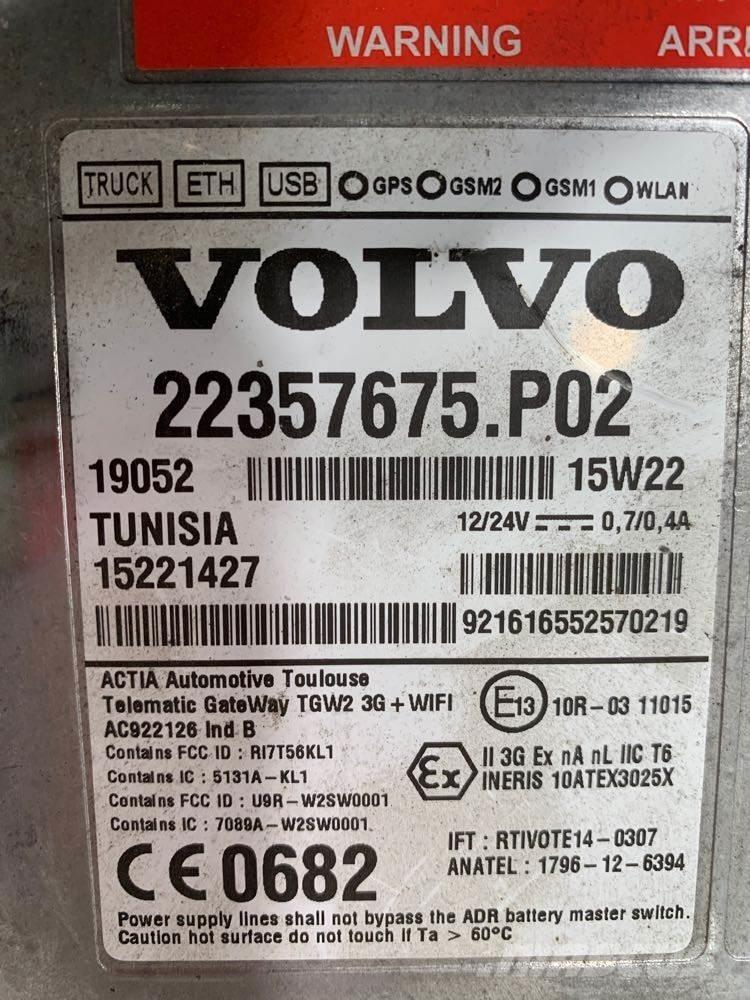 WARNING
TRUCK ETH USB GPS GSM2 GSM1 WLAN
VOLVO
22357675.P02
19052 15W22
TUNISIA 12/24V 0,7/0,4A
15221427
921616552570219
ACTIA Automotive Toulouse
Telematic GateWay TGW2 3G+WIFI
AC922126 Ind B
E13 10R-03 11015
Contains FCC ID : RI7T56KL1
Contains IC : 5131A-KL1
Contains FCC ID : U9R-W2SW0001
Contains IC : 7089A-W2SW0001
Ex II 3G Ex nA nL IIC T6
INERIS 10ATEX3025X
IFT : RTIVOTE14-0307
ANATEL : 1796-12-6394
CE 0682
Power supply lines shall not bypass the ADR battery master switch.
Caution hot surface do not touch if Ta > 60°C